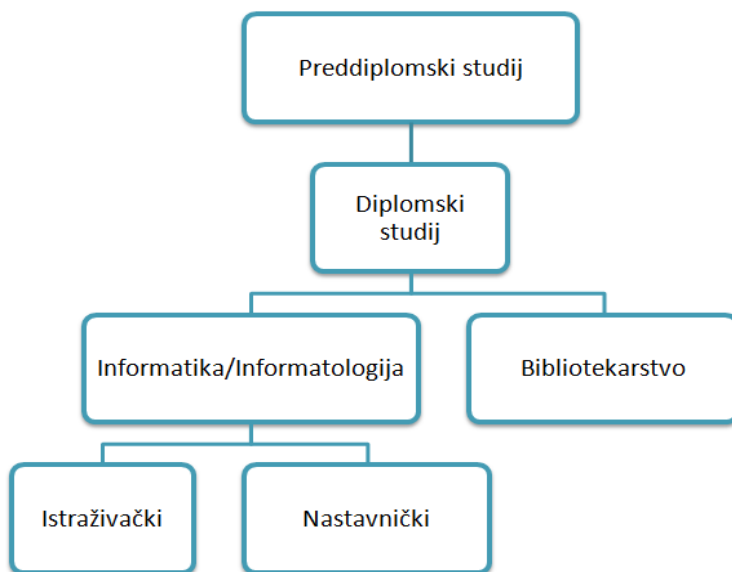 Preddiplomski studij
Diplomski
studij
Informatika/Informatologija
Bibliotekarstvo
Istraživački
Nastavnički